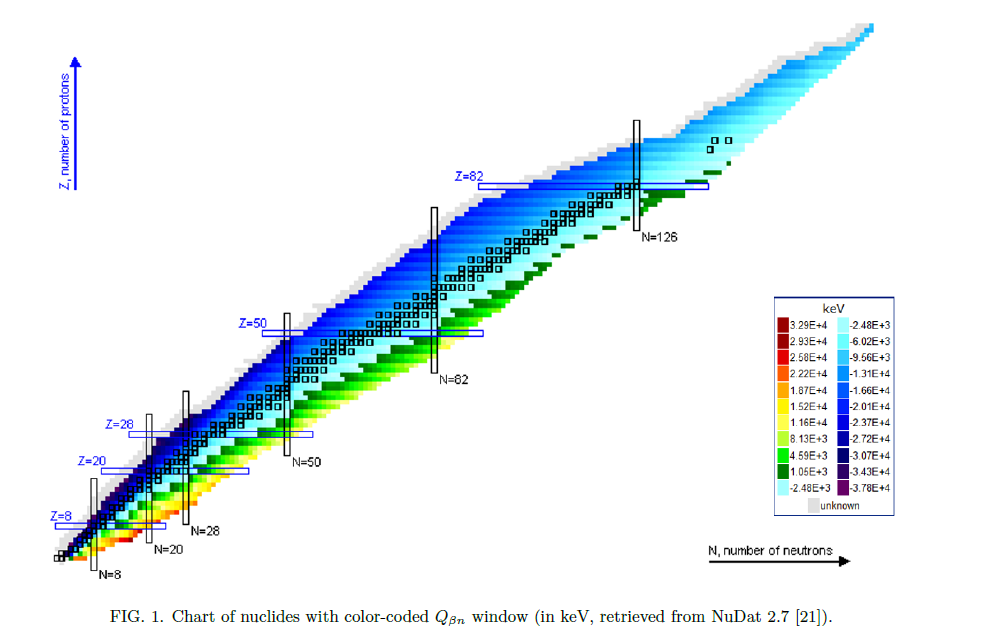 Z, number of protons
Z=82
N=126
Z=50
N=82
Z=28
N=50
Z=20
N=28
Z=8
N=20
N=8
keV
3.29E+4 -2.48E+3
2.93E+4 -6.02E+3
2.58E+4 -9.56E+3
2.22E+4 -1.31E+4
1.87E+4 -1.66E+4
1.52E+4 -2.01E+4
1.16E+4 -2.37E+4
8.13E+3 -2.72E+4
4.59E+3 -3.07E+4
1.05E+3 -3.43E+4
-2.48E+3 -3.78E+4
unknown
N, number of neutrons
FIG. 1. Chart of nuclides with color-coded Qβn window (in keV, retrieved from NuDat 2.7 [21]).